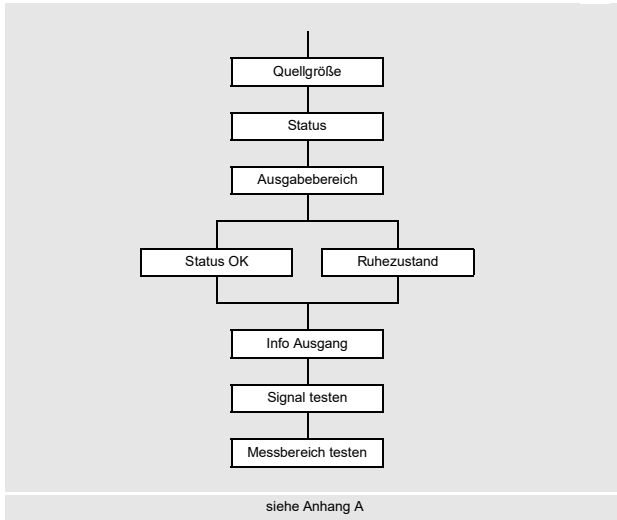 Quellgröße
Status
Ausgabebereich
Status OK
Ruhezustand
Info Ausgang
Signal testen
Messbereich testen
siehe Anhang A